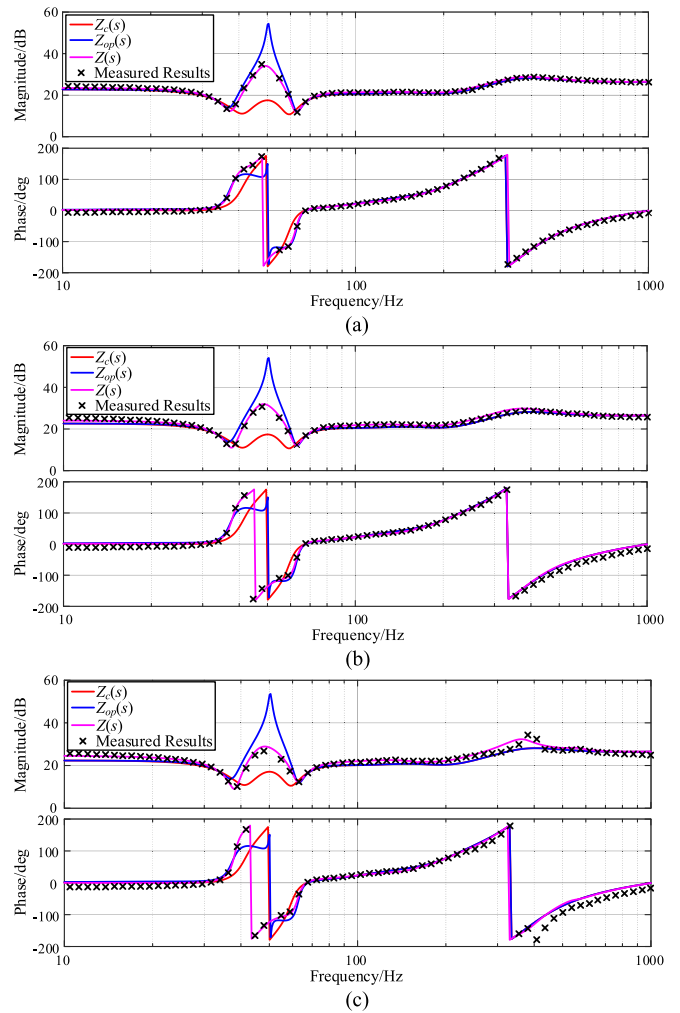 Magnitude/dB
60
40
20
0
Z_c(s)
Z_op(s)
Z(s)
Measured Results
Phase/deg
200
100
0
-100
-200
10
100
1000
Frequency/Hz
(a)
Magnitude/dB
60
40
20
0
Z_c(s)
Z_op(s)
Z(s)
Measured Results
Phase/deg
200
100
0
-100
-200
10
100
1000
Frequency/Hz
(b)
Magnitude/dB
60
40
20
0
Z_c(s)
Z_op(s)
Z(s)
Measured Results
Phase/deg
200
100
0
-100
-200
10
100
1000
Frequency/Hz
(c)